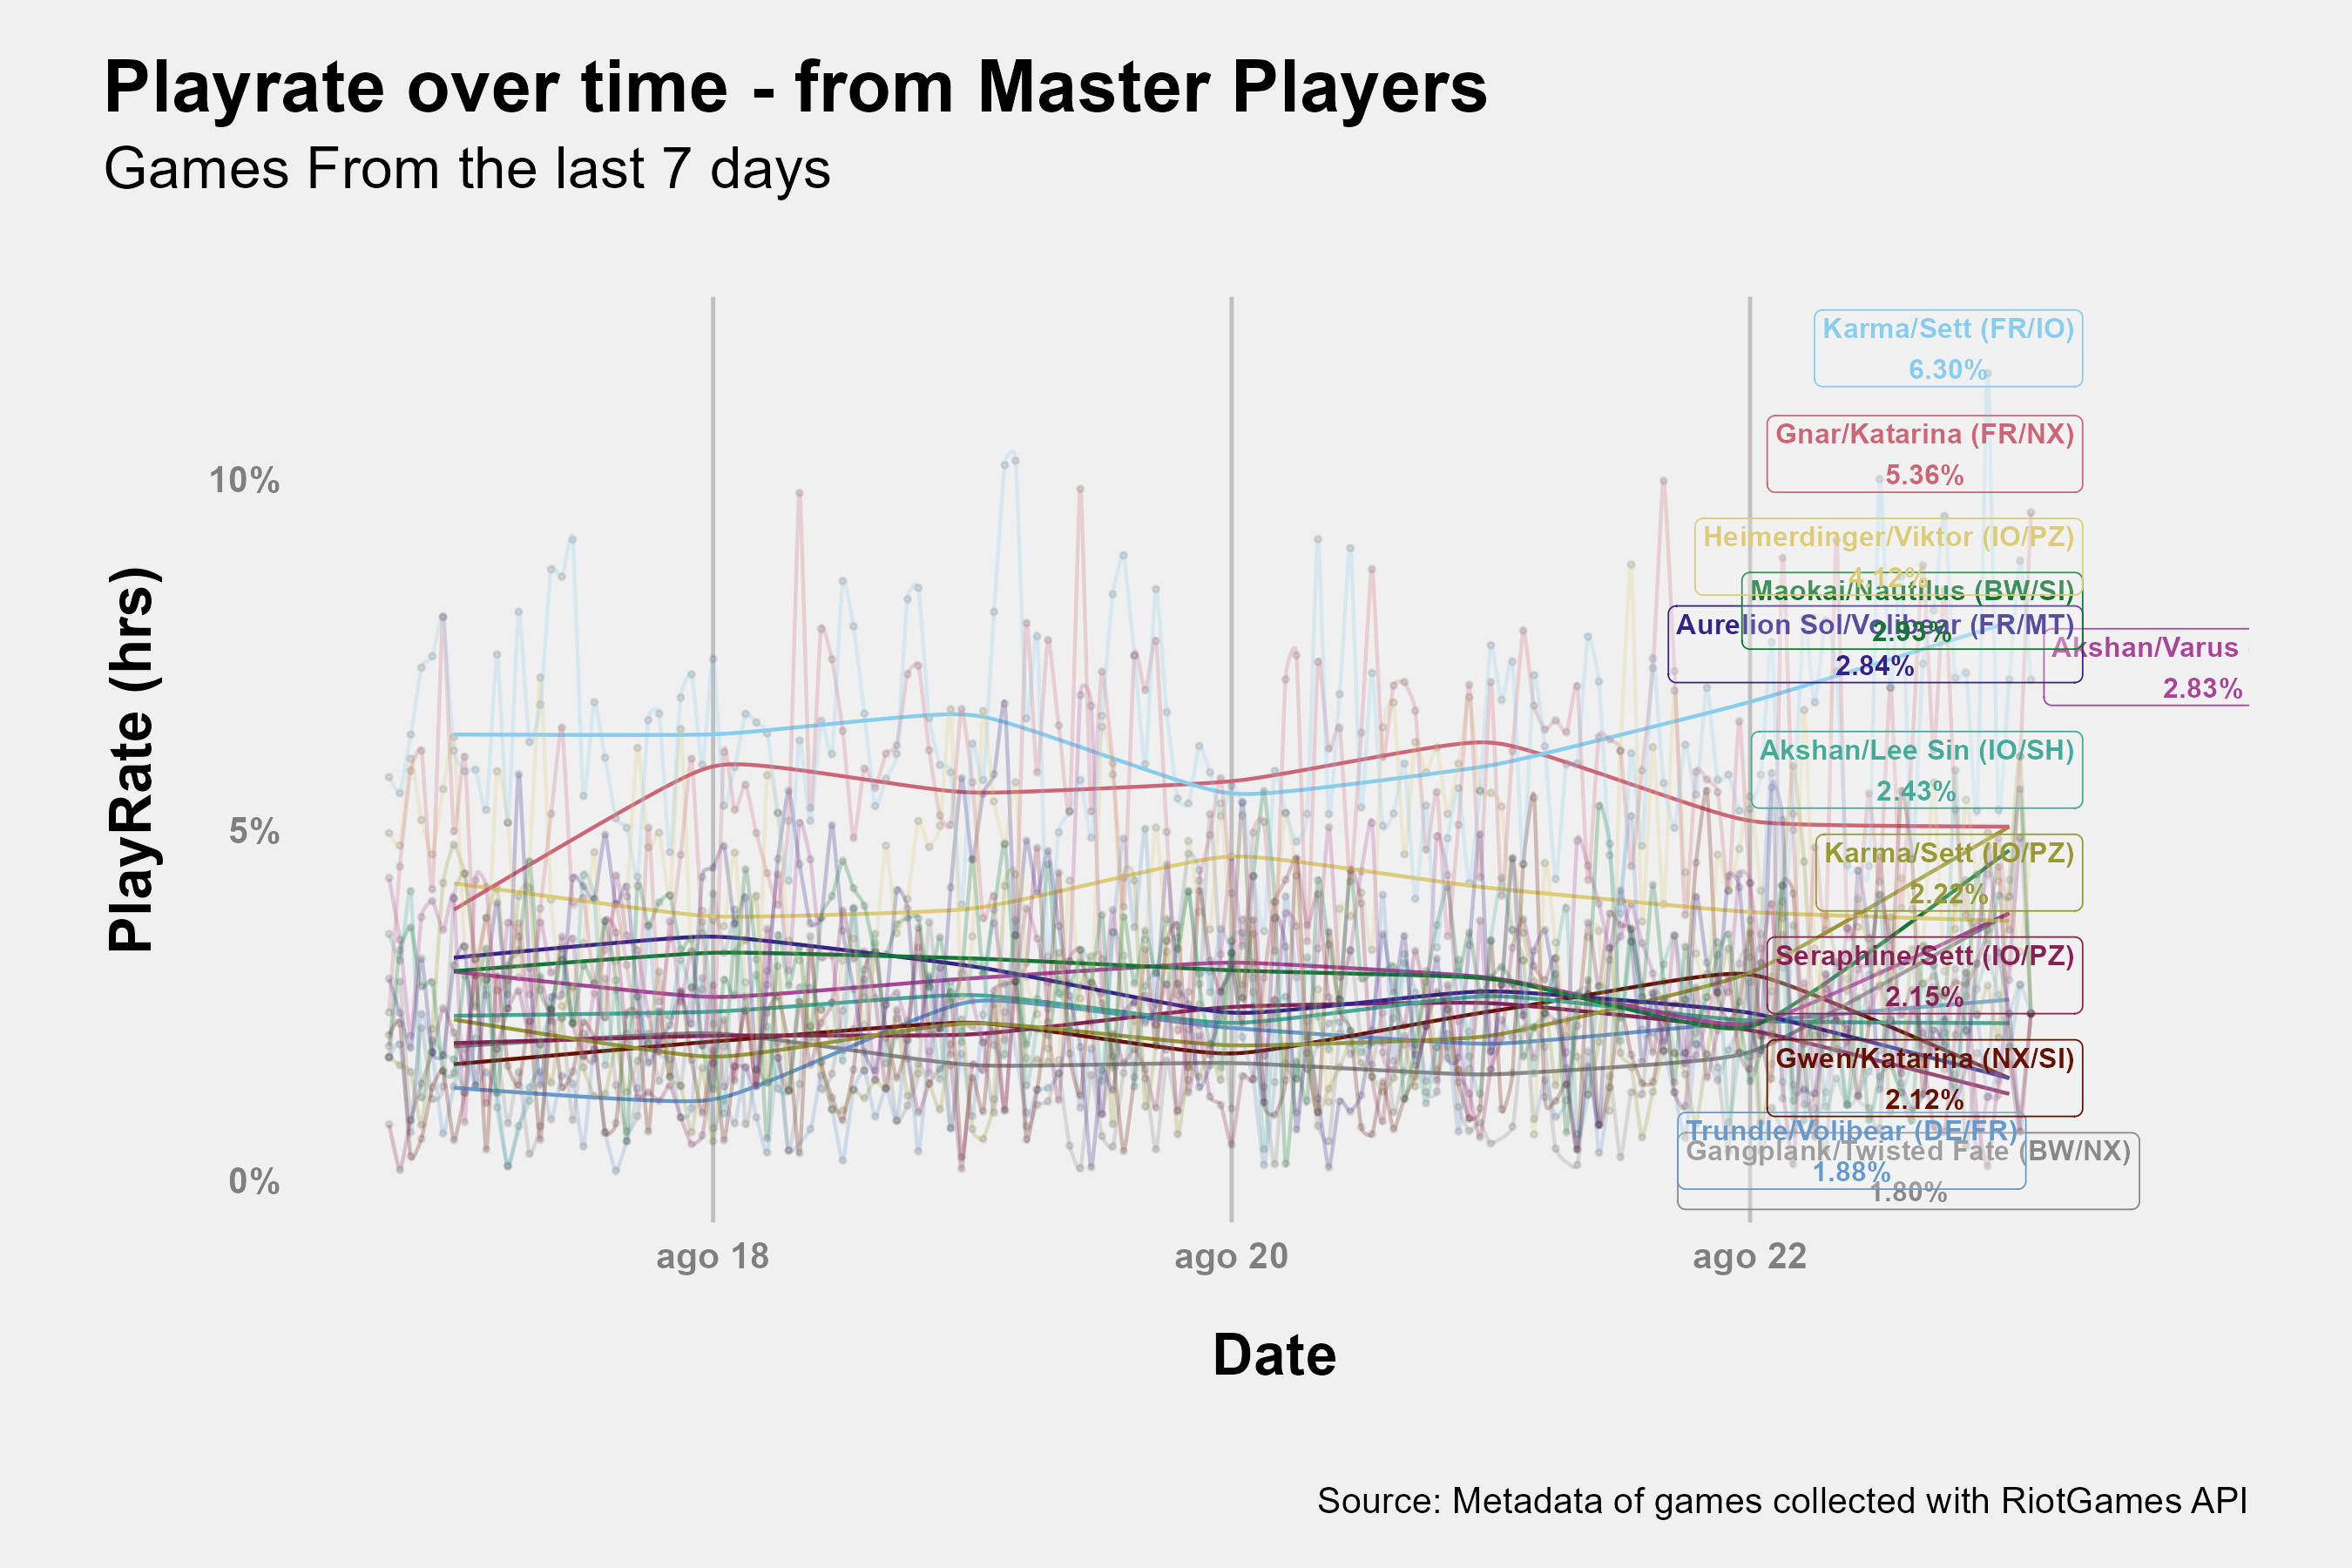 Playrate over time - from Master Players
Games From the last 7 days
PlayRate (hrs)
10%
5%
0%
Karma/Sett (FR/IO)
6.30%
Gnar/Katarina (FR/NX)
5.36%
Heimerdinger/Viktor (IO/PZ)
4.12%
Maokai/Nautilus (BW/SI)
2.93%
Aurelion Sol/Volibear (FR/MT)
2.84%
Akshan/Varus
2.83%
Akshan/Lee Sin (IO/SH)
2.43%
Karma/Sett (IO/PZ)
2.22%
Seraphine/Sett (IO/PZ)
2.15%
Gwen/Katarina (NX/SI)
2.12%
Trundle/Volibear (DE/FR)
1.88%
Gangplank/Twisted Fate (BW/NX)
1.80%
ago 18
ago 20
ago 22
Date
Source: Metadata of games collected with RiotGames API